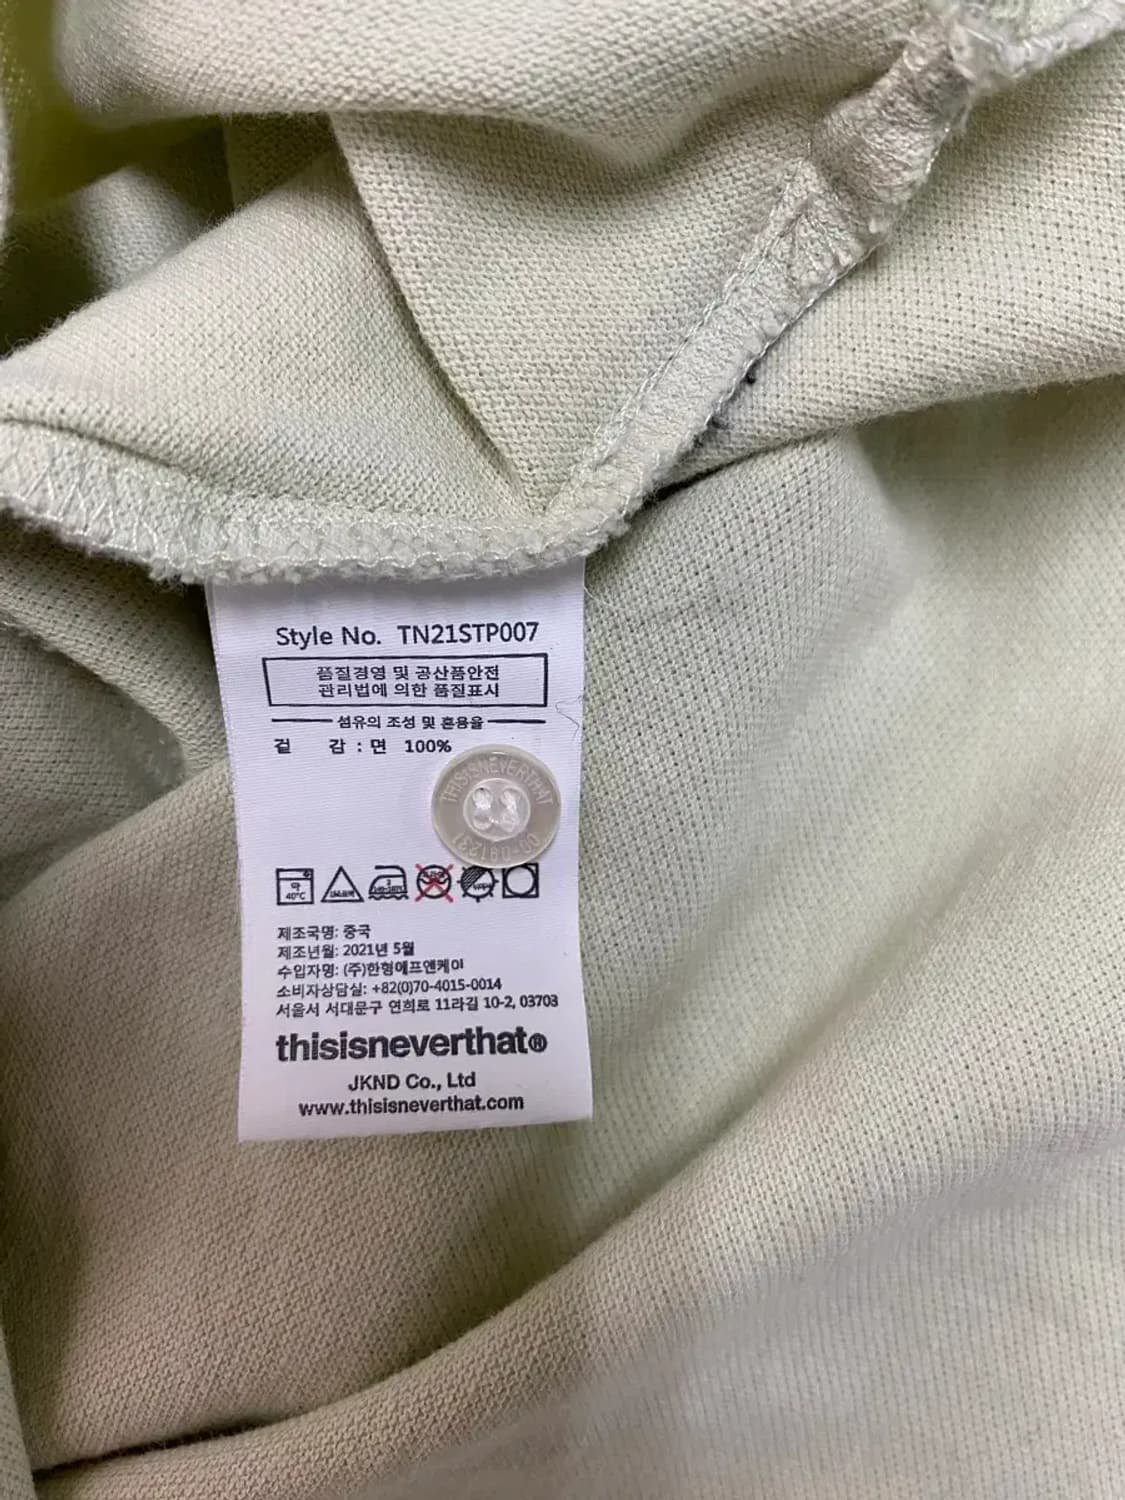 Style No. TN21STP007
품질경영 및 공산품안전
관리법에 의한 품질표시
섬유의 조성 및 혼용율
겉 감 : 면 100%
THISISNEVERTHAT
약
40°C
제조국명: 중국
제조년월: 2021년 5월
수입자명: (주)한형에프엔케이
소비자상담실: +82(0)70-4015-0014
서울서 서대문구 연희로 11라길 10-2, 03703
thisisneverthat®
JKND Co., Ltd
www.thisisneverthat.com